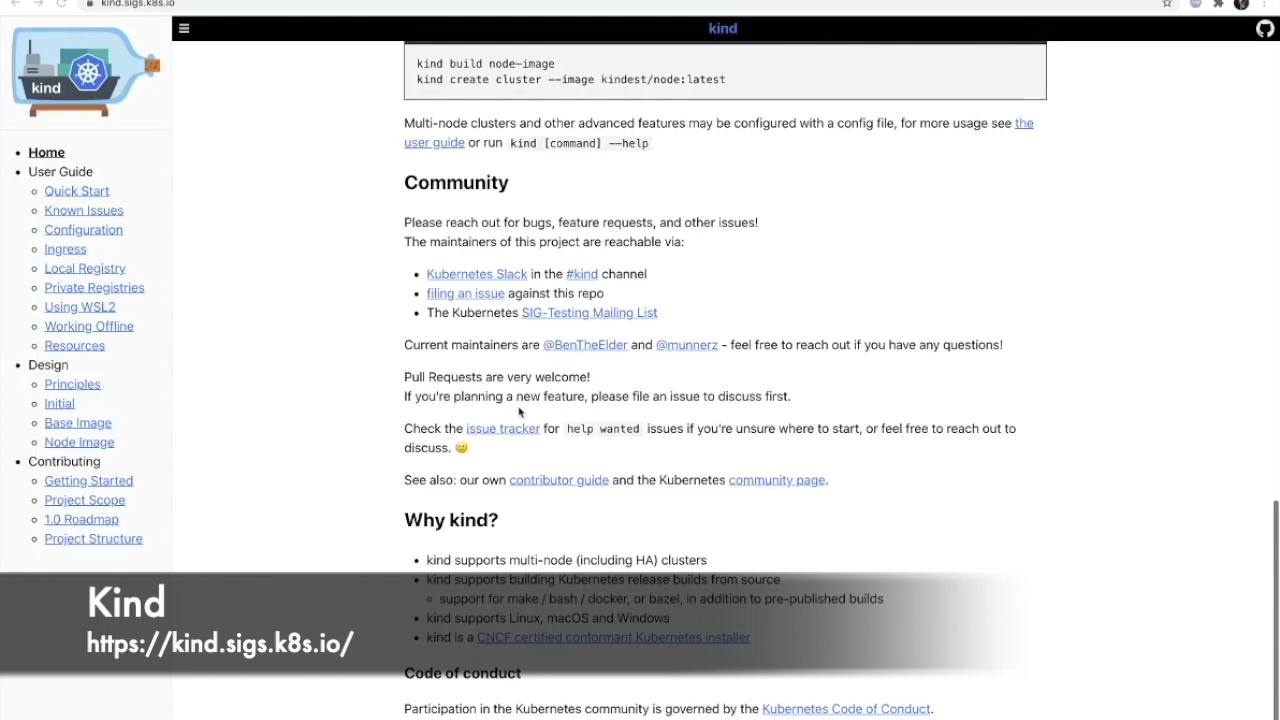 kind.sigs.k8s.io
kind
kind
kind build node-image
kind create cluster --image kindest/node:latest
Multi-node clusters and other advanced features may be configured with a config file, for more usage see the
user guide or run kind [command] --help
Home
User Guide
Quick Start
Known Issues
Configuration
Ingress
Local Registry
Private Registries
Using WSL2
Working Offline
Resources
Design
Principles
Initial
Base Image
Node Image
Contributing
Getting Started
Project Scope
1.0 Roadmap
Project Structure
Community
Please reach out for bugs, feature requests, and other issues!
The maintainers of this project are reachable via:
Kubernetes Slack in the #kind channel
filing an issue against this repo
The Kubernetes SIG-Testing Mailing List
Current maintainers are @BenTheElder and @munnerz - feel free to reach out if you have any questions!
Pull Requests are very welcome!
If you're planning a new feature, please file an issue to discuss first.
Check the issue tracker for help wanted issues if you're unsure where to start, or feel free to reach out to
discuss. 🙂
See also: our own contributor guide and the Kubernetes community page.
Why kind?
kind supports multi-node (including HA) clusters
kind supports building Kubernetes release builds from source
support for make / bash / docker, or bazel, in addition to pre-published builds
kind supports Linux, macOS and Windows
kind is a CNCF certified conformant Kubernetes installer
Code of conduct
Participation in the Kubernetes community is governed by the Kubernetes Code of Conduct.
Kind
https://kind.sigs.k8s.io/